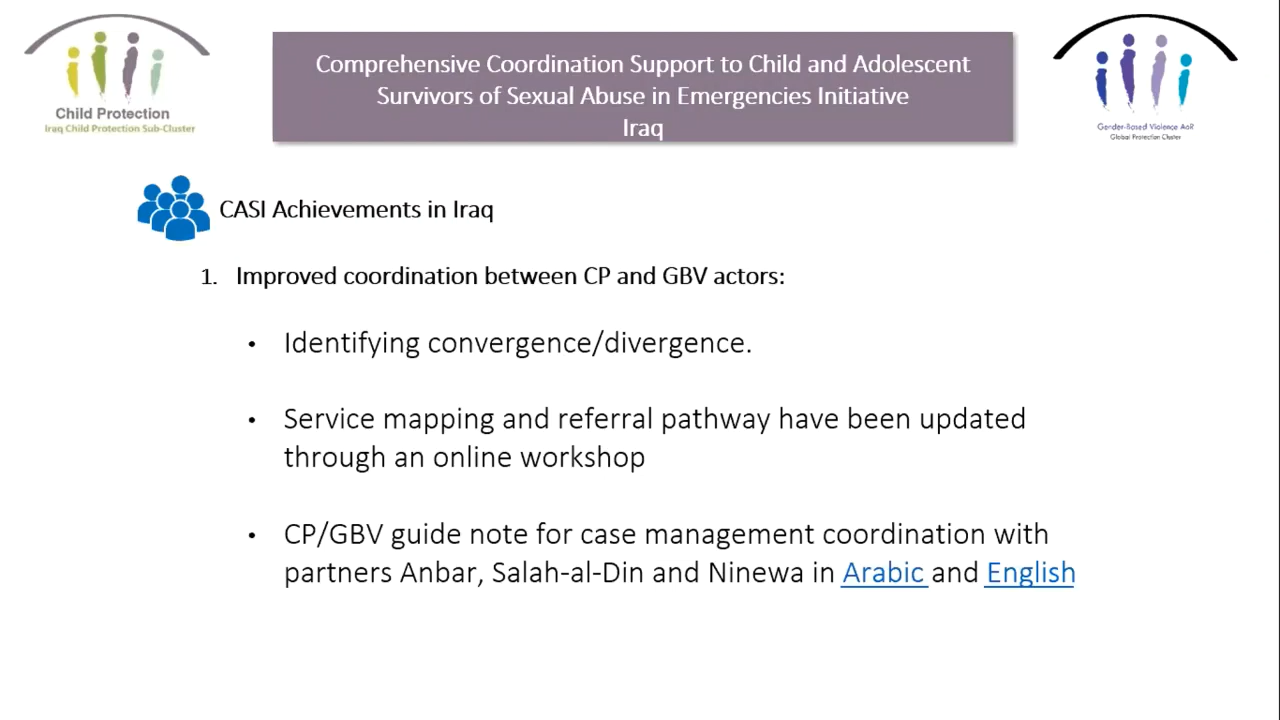 Child Protection
Iraq Child Protection Sub-Cluster
Comprehensive Coordination Support to Child and Adolescent
Survivors of Sexual Abuse in Emergencies Initiative
Iraq
Gender-Based Violence AoR
Global Protection Cluster
CASI Achievements in Iraq
1. Improved coordination between CP and GBV actors:
• Identifying convergence/divergence.
• Service mapping and referral pathway have been updated
through an online workshop
• CP/GBV guide note for case management coordination with
partners Anbar, Salah-al-Din and Ninewa in Arabic and English